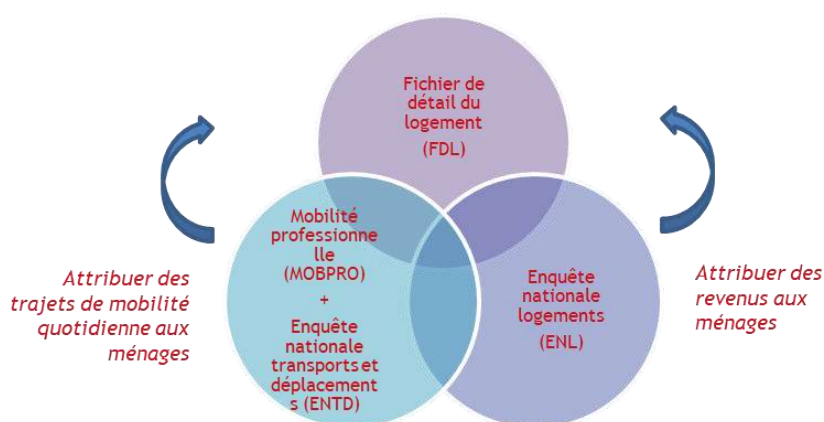 Fichier de
détail du
logement
(FDL)
Mobilité
professionne
lle
(MOBPRO)
+
Enquête
nationale
transports et
déplacement
s (ENTD)
Enquête
nationale
logements
(ENL)
Attribuer des
trajets de mobilité
quotidienne aux
ménages
Attribuer des
revenus aux
ménages